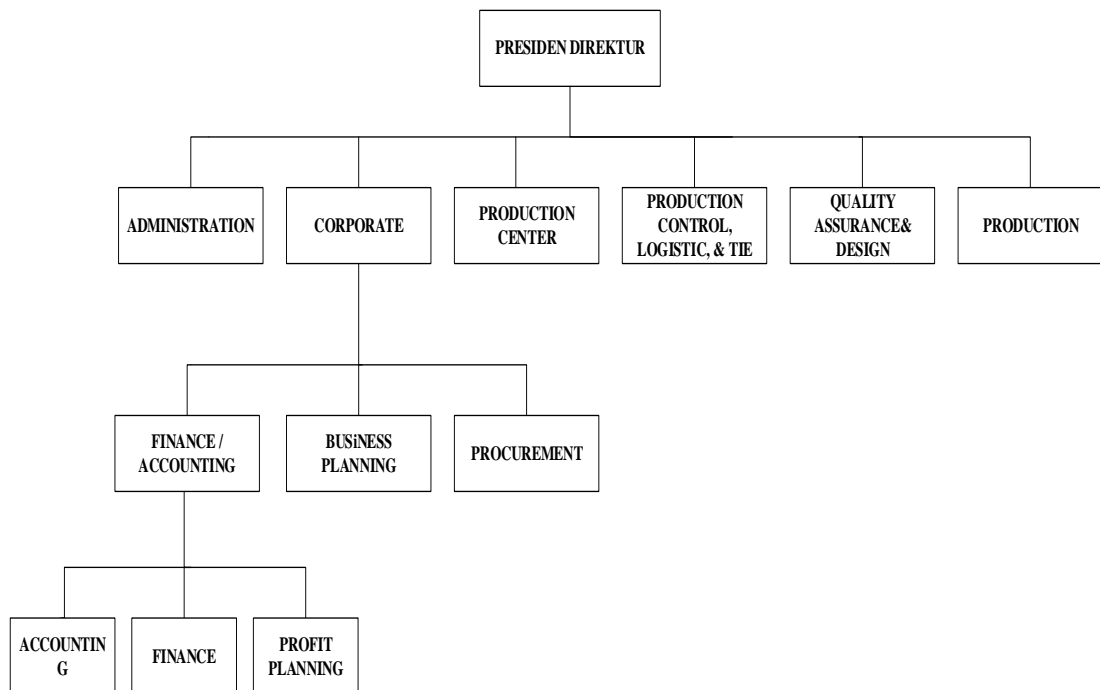 PRESIDEN DIREKTUR
ADMINISTRATION
CORPORATE
PRODUCTION
CENTER
PRODUCTION
CONTROL,
LOGISTIC, & TIE
QUALITY
ASSURANCE&
DESIGN
PRODUCTION
FINANCE /
ACCOUNTING
BUSiNESS
PLANNING
PROCUREMENT
ACCOUNTIN
G
FINANCE
PROFIT
PLANNING